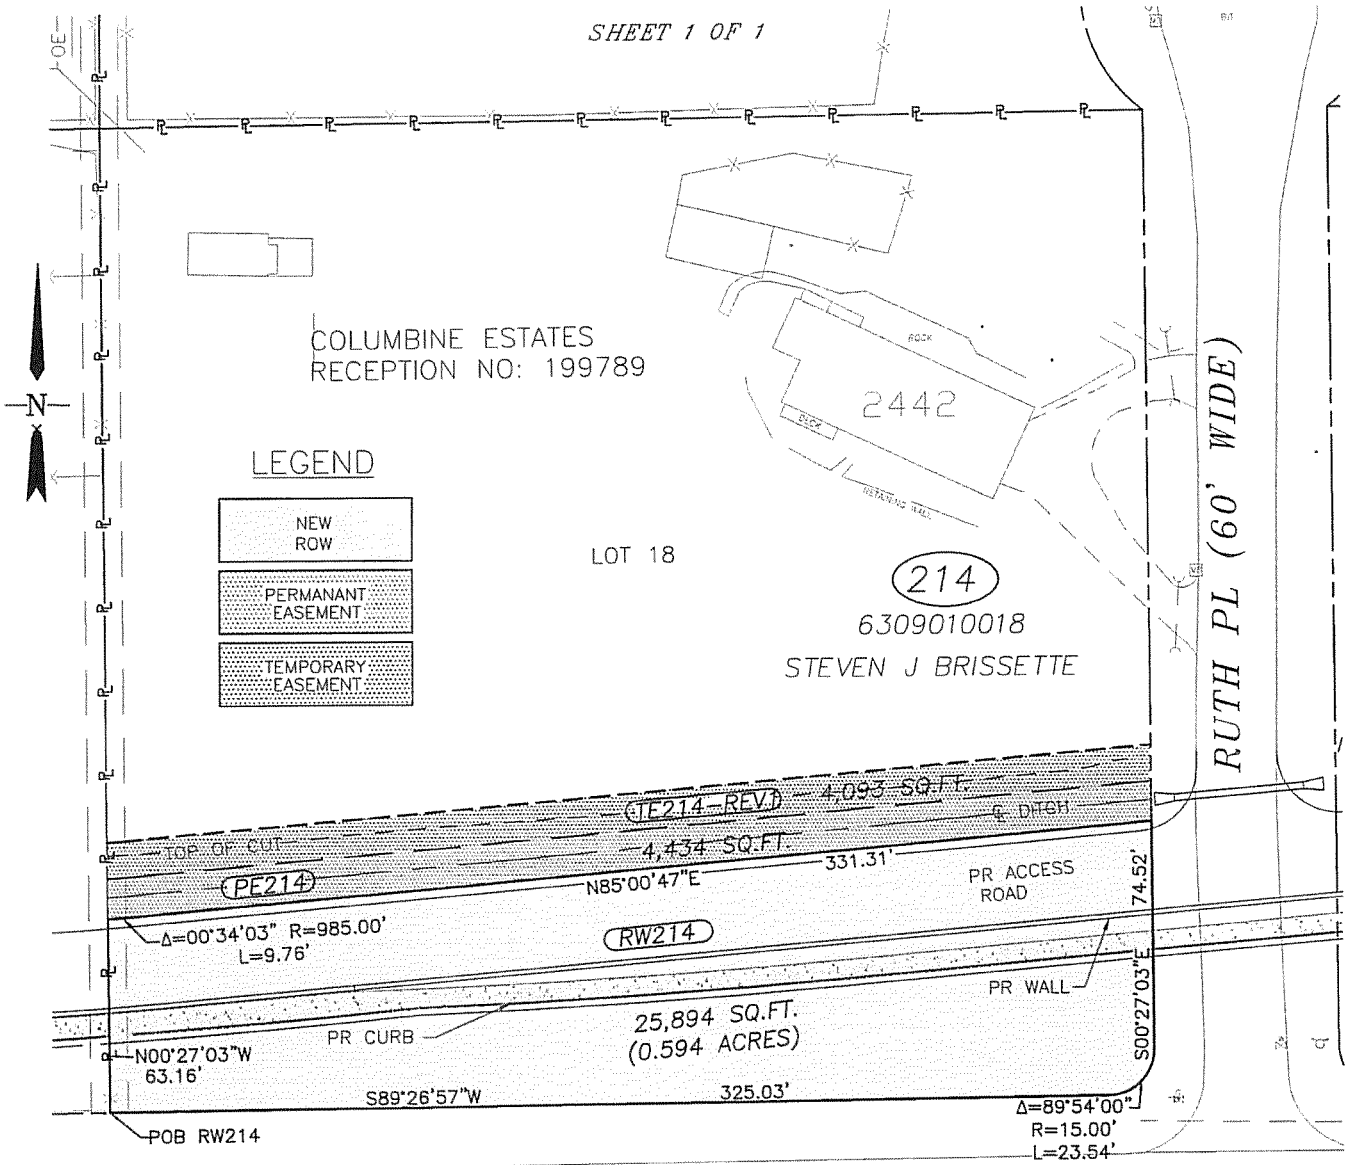 SHEET 1 OF 1
OE
BIT
COLUMBINE ESTATES
RECEPTION NO: 199789
ROCK
2442
DECK
RETAINING WALL
N
LEGEND
NEW
ROW
PERMANANT
EASEMENT
TEMPORARY
EASEMENT
LOT 18
214
6309010018
STEVEN J BRISSETTE
RUTH PL (60' WIDE)
TE214-REV.1 4,093 SQ.FT.
℄ DITCH
TOP OF CUT
4,434 SQ.FT.
PE214
N85°00'47"E 331.31'
PR ACCESS
ROAD
74.52'
Δ=00°34'03" R=985.00'
L=9.76'
RW214
S00°27'03"E
PR WALL
25,894 SQ.FT.
(0.594 ACRES)
PR CURB
N00°27'03"W
63.16'
S89°26'57"W 325.03'
Δ=89°54'00"
R=15.00'
L=23.54'
POB RW214